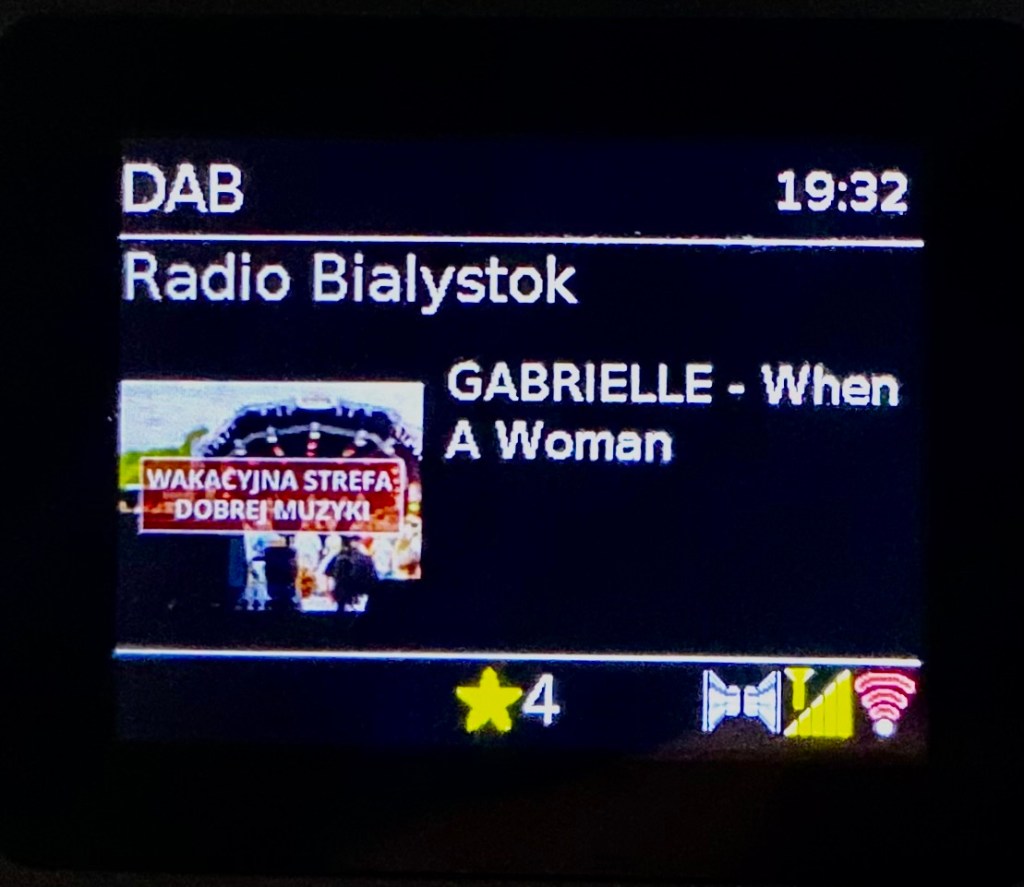 DAB
19:32
Radio Bialystok
GABRIELLE - When
A Woman
WAKACYJNA STREFA
DOBREJ MUZYKI
4